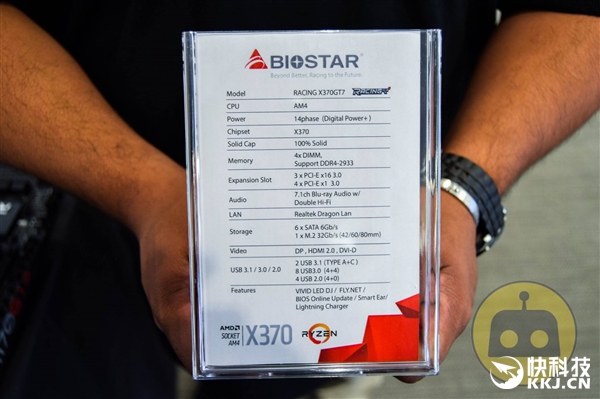 BIOSTAR
Beyond Better, Racing to the Future.
Model RACING X370GT7 RACING
CPU AM4
Power 14phase (Digital Power+)
Chipset X370
Solid Cap 100% Solid
Memory 4x DIMM,
Support DDR4-2933
Expansion Slot 3 x PCI-E x16 3.0
4 x PCI-E x1 3.0
Audio 7.1ch Blu-ray Audio w/
Double Hi-Fi
LAN Realtek Dragon Lan
Storage 6 x SATA 6Gb/s
1 x M.2 32Gb/s (42/60/80mm)
Video DP , HDMI 2.0 , DVI-D
USB 3.1 / 3.0 / 2.0 2 USB 3.1 (TYPE A+C )
8 USB3.0 (4+4)
4 USB 2.0 (4+0)
Features VIVID LED DJ / FLY.NET /
BIOS Online Update / Smart Ear/
Lightning Charger
AMD
SOCKET
AM4
X370
RYZEN
快科技
KKJ.CN